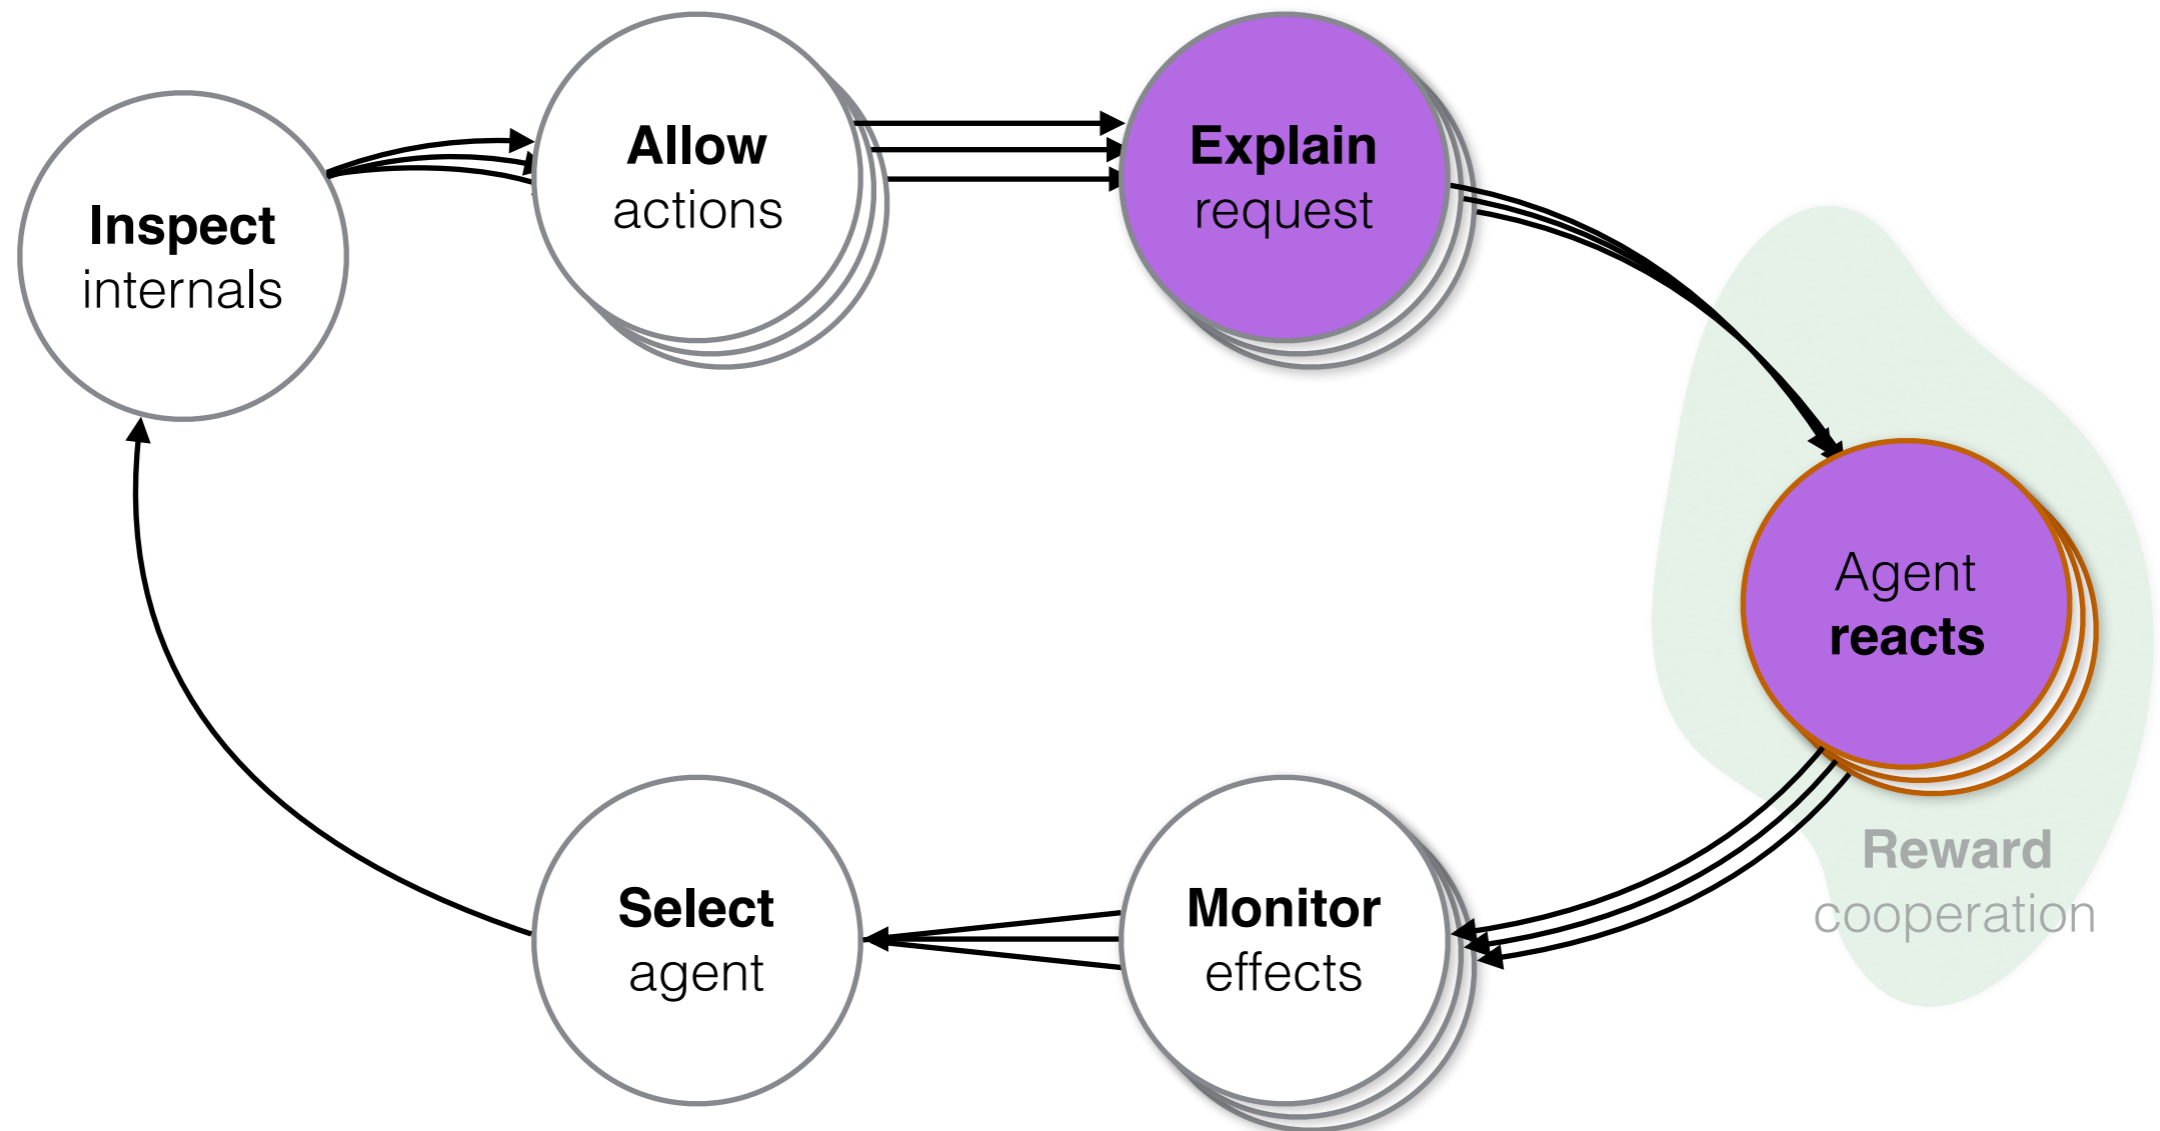 Inspect
internals
Allow
actions
Explain
request
Agent
reacts
Reward
cooperation
Monitor
effects
Select
agent